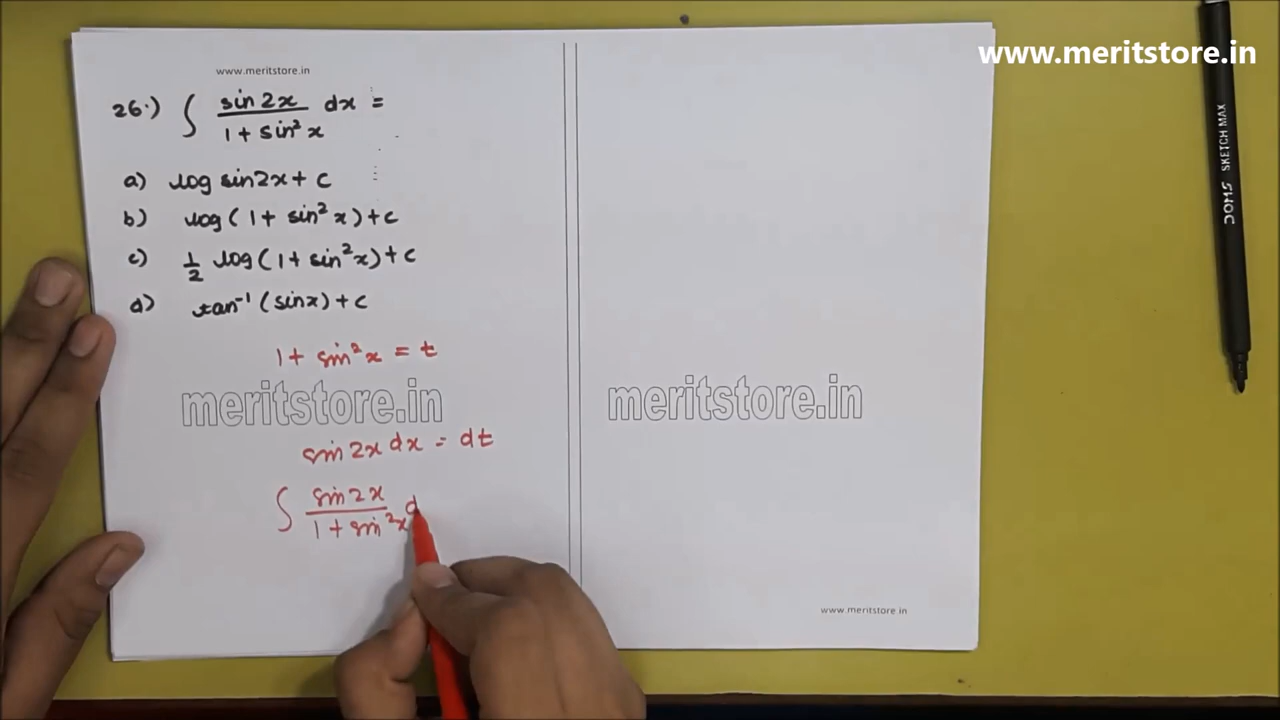 www.meritstore.in
www.meritstore.in
26.) ∫ sin 2x / 1 + sin² x dx =
a) log sin2x + c
b) log ( 1 + sin² x ) + c
c) 1/2 log ( 1 + sin² x ) + c
d) tan⁻¹ ( sin x ) + c
1 + sin² x = t
meritstore.in
meritstore.in
sin 2x dx = dt
∫ sin 2x / 1 + sin² x d
www.meritstore.in
DOMS SKETCH MAX